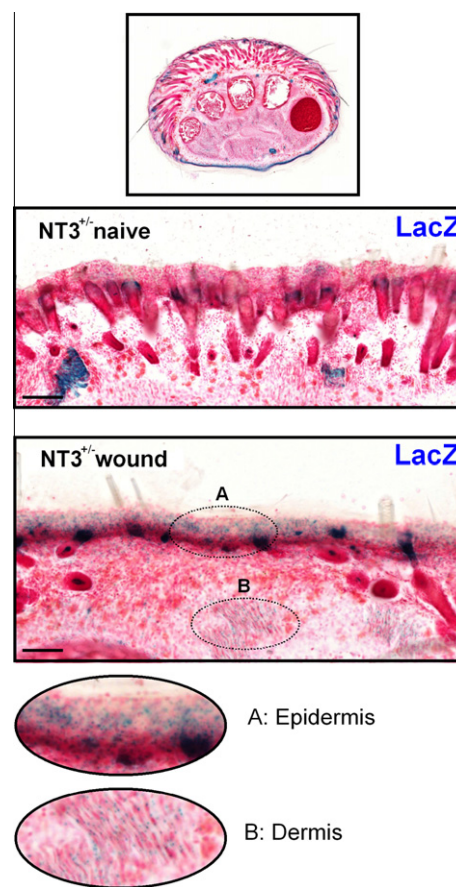 NT3+/- naive
LacZ
NT3+/- wound
LacZ
A
B
A: Epidermis
B: Dermis